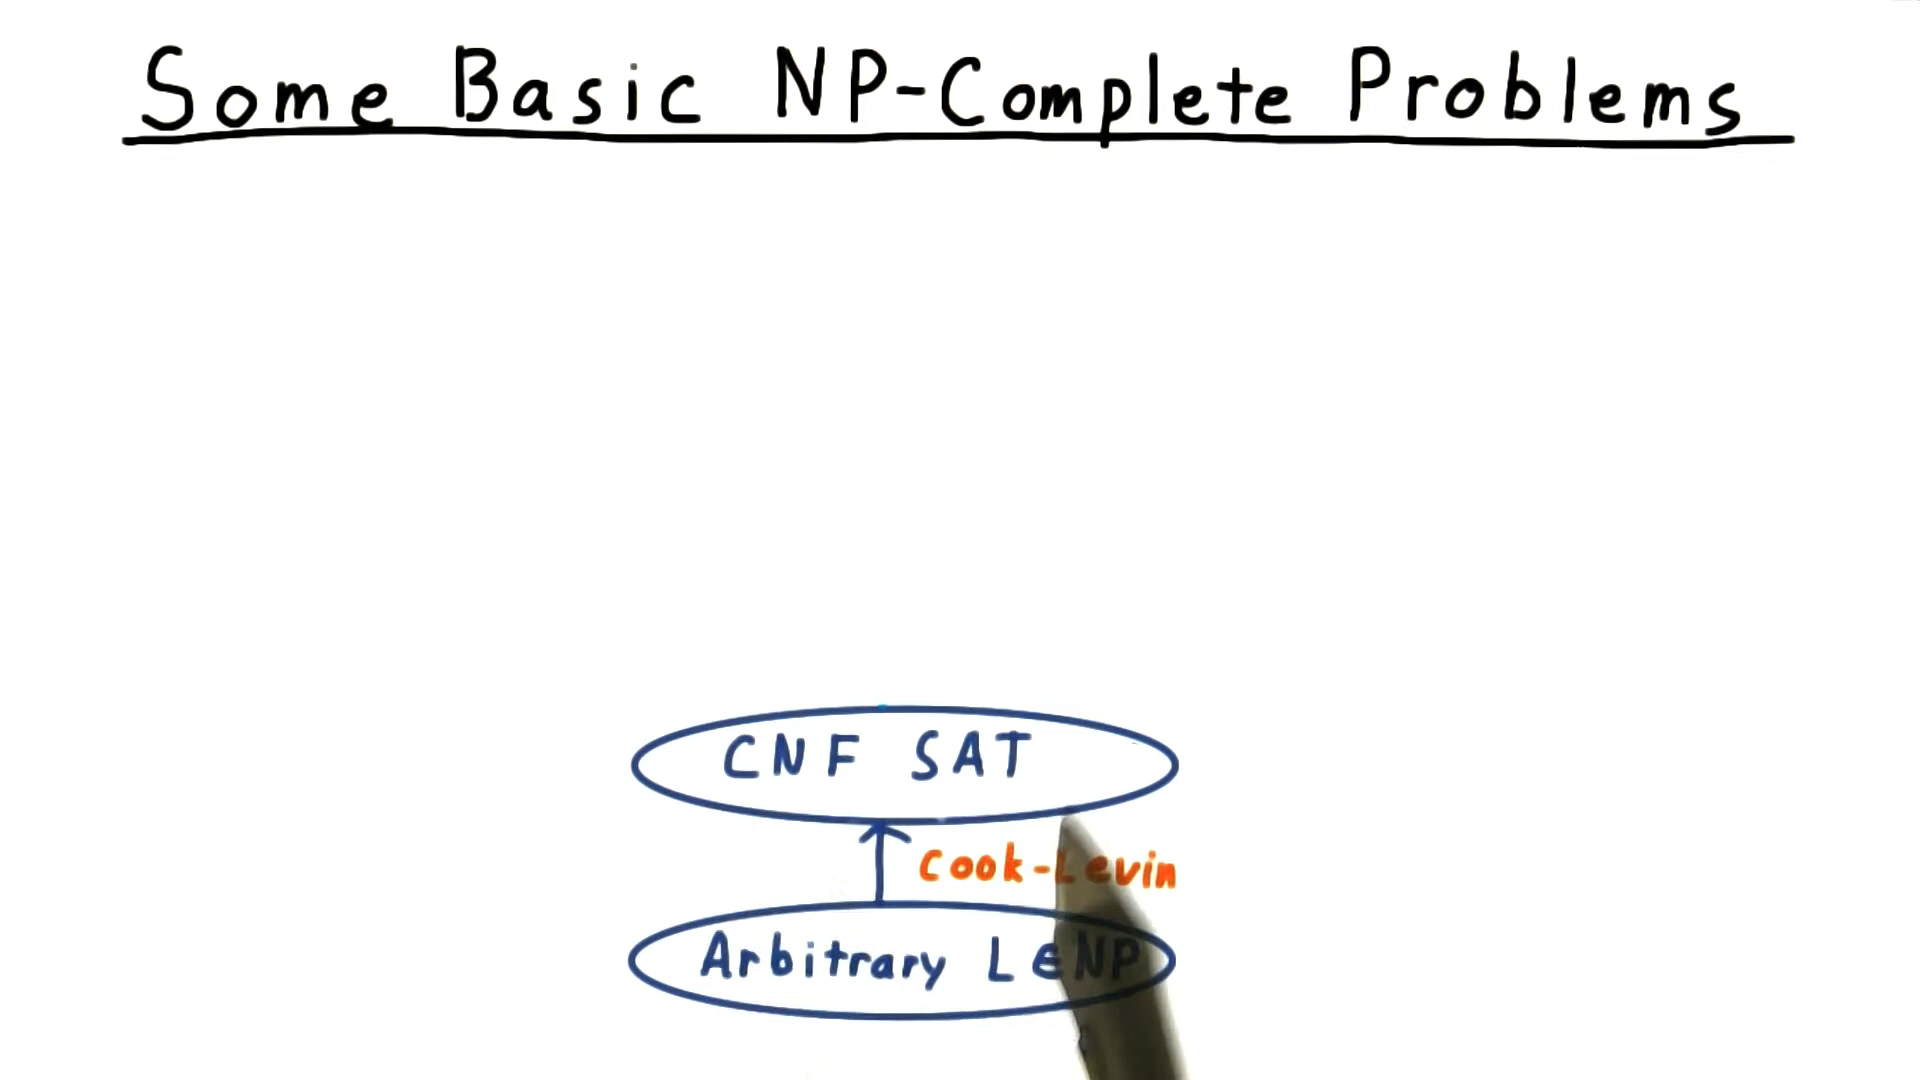 Some Basic NP-Complete Problems
CNF SAT
Cook-Levin
Arbitrary L∈NP